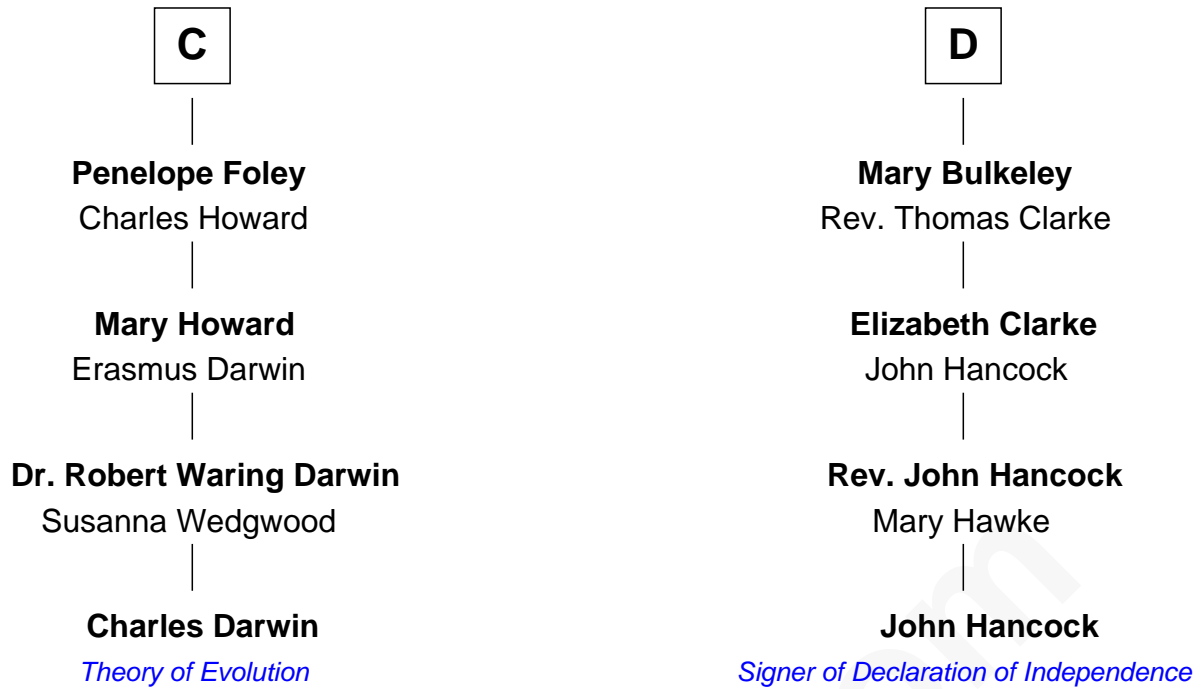 C
Penelope Foley
Charles Howard
Mary Howard
Erasmus Darwin
Dr. Robert Waring Darwin
Susanna Wedgwood
Charles Darwin
Theory of Evolution
D
Mary Bulkeley
Rev. Thomas Clarke
Elizabeth Clarke
John Hancock
Rev. John Hancock
Mary Hawke
John Hancock
Signer of Declaration of Independence